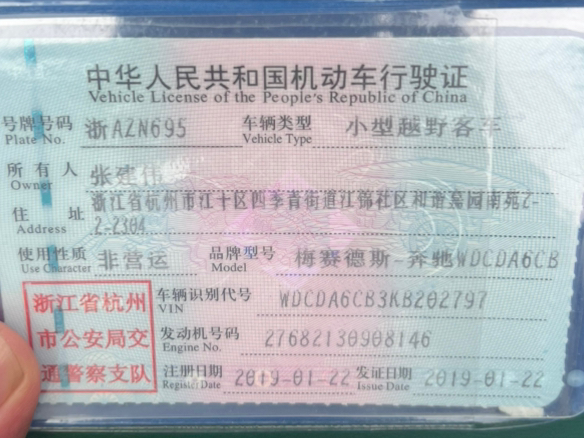 中华人民共和国机动车行驶证
Vehicle License of the People's Republic of China
号牌号码 浙AZN695 车辆类型 小型越野客车
Plate No. Vehicle Type
所有人 张建伟
Owner
住址 浙江省杭州市江干区四季青街道江锦社区和谐嘉园南苑2-
Address 2-2304
使用性质 非营运 品牌型号 梅赛德斯-奔驰WDCDA6CB
Use Character Model
浙江省杭州
市公安局交
通警察支队
车辆识别代号 WDCDA6CB3KB202797
VIN
发动机号码 27682130908146
Engine No.
注册日期 2019-01-22 发证日期 2019-01-22
Register Date Issue Date